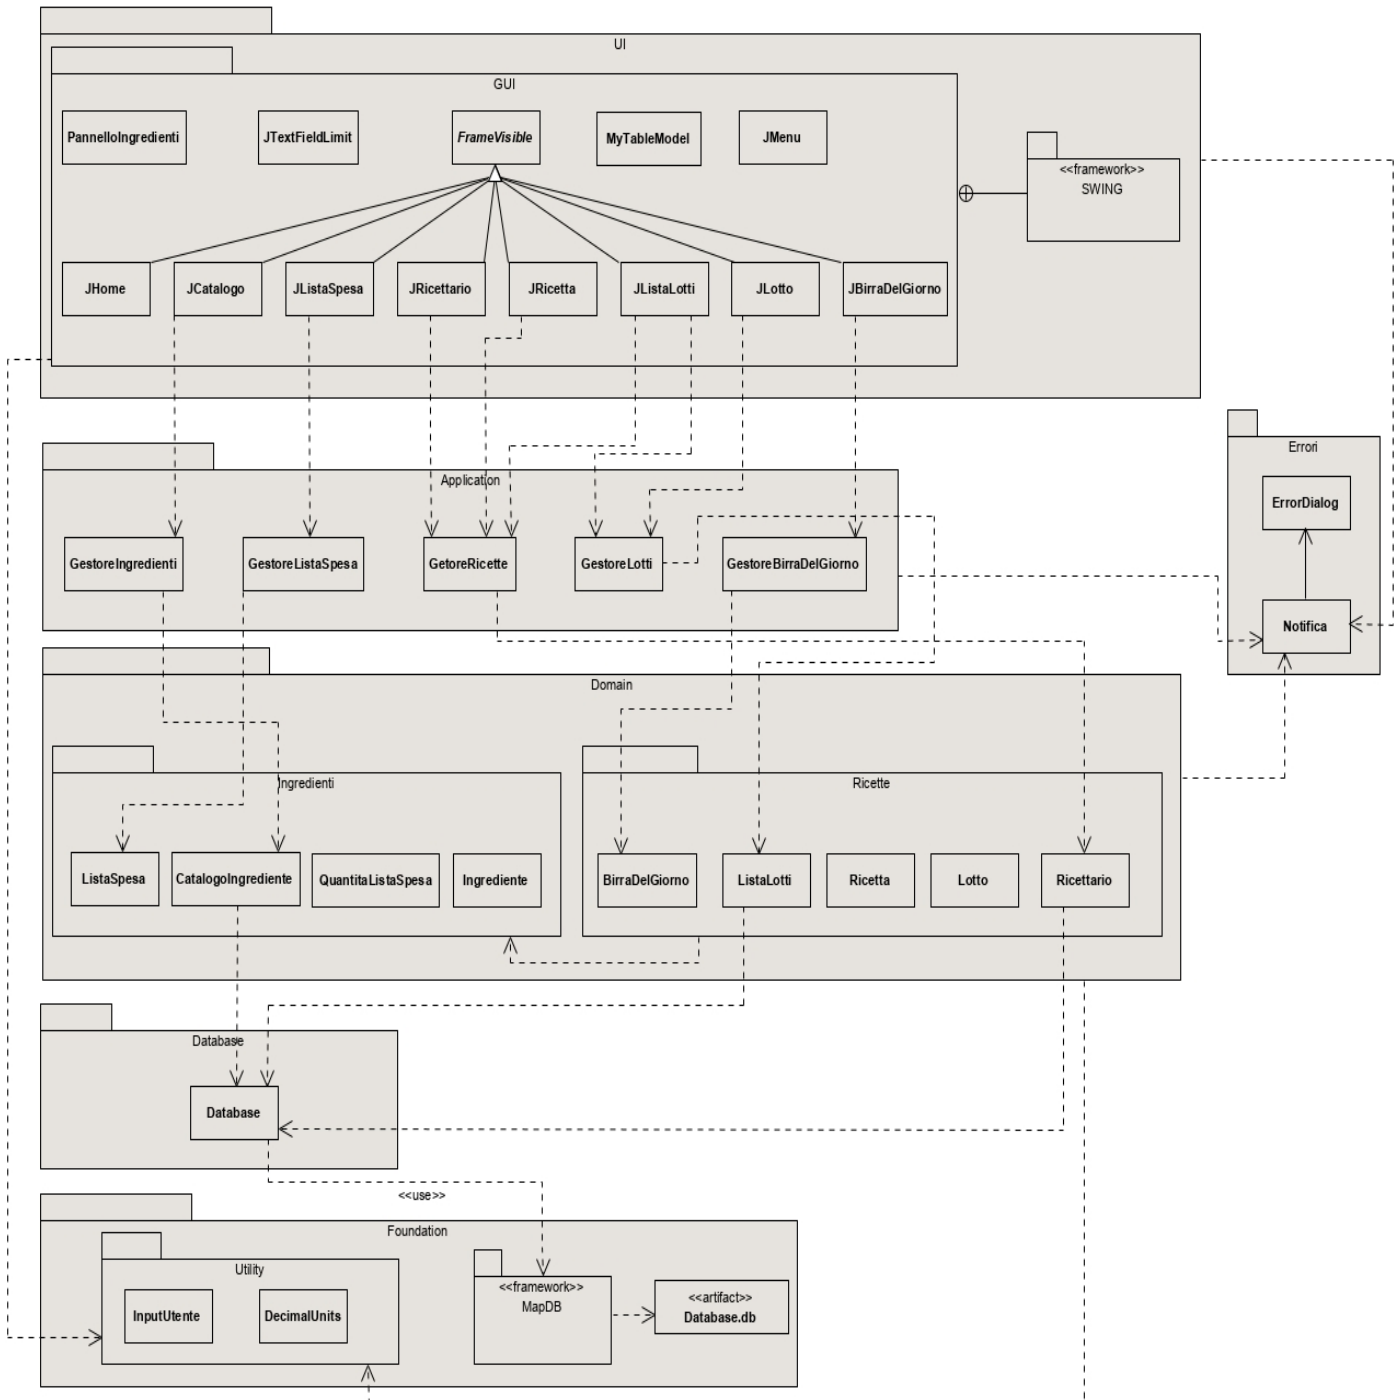 UI
GUI
PannelloIngredienti
JTextFieldLimit
FrameVisible
MyTableModel
JMenu
<<framework>>
SWING
JHome
JCatalogo
JListaSpesa
JRicettario
JRicetta
JListaLotti
JLotto
JBirraDelGiorno
Errori
ErrorDialog
Notifica
Application
GestoreIngredienti
GestoreListaSpesa
GetoreRicette
GestoreLotti
GestoreBirraDelGiorno
Domain
Ingredienti
ListaSpesa
CatalogoIngrediente
QuantitaListaSpesa
Ingrediente
Ricette
BirraDelGiorno
ListaLotti
Ricetta
Lotto
Ricettario
Database
Database
<<use>>
Foundation
Utility
InputUtente
DecimalUnits
<<framework>>
MapDB
<<artifact>>
Database.db